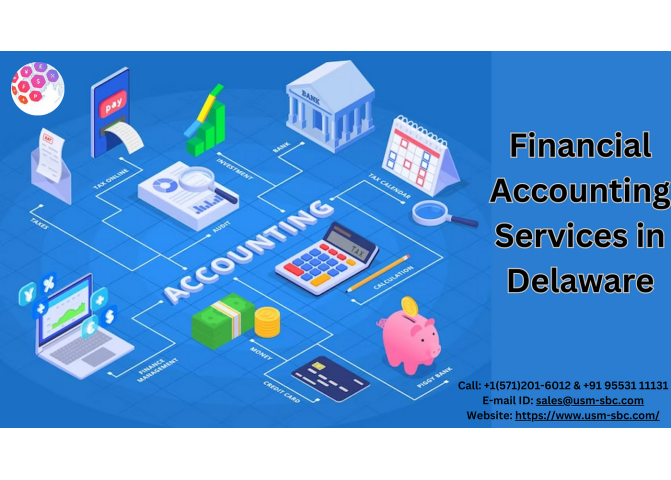 pay
TAX ONLINE
TAXES
INVESTMENT
BANK
BANK
TAX CALENDAR
AUDIT
ACCOUNTING
TAX
CALCULATION
FINANCE
MANAGEMENT
MONEY
CREDIT CARD
PIGGY BANK
Financial
Accounting
Services in
Delaware
Call: +1(571)201-6012 & +91 95531 11131
E-mail ID: sales@usm-sbc.com
Website: https://www.usm-sbc.com/